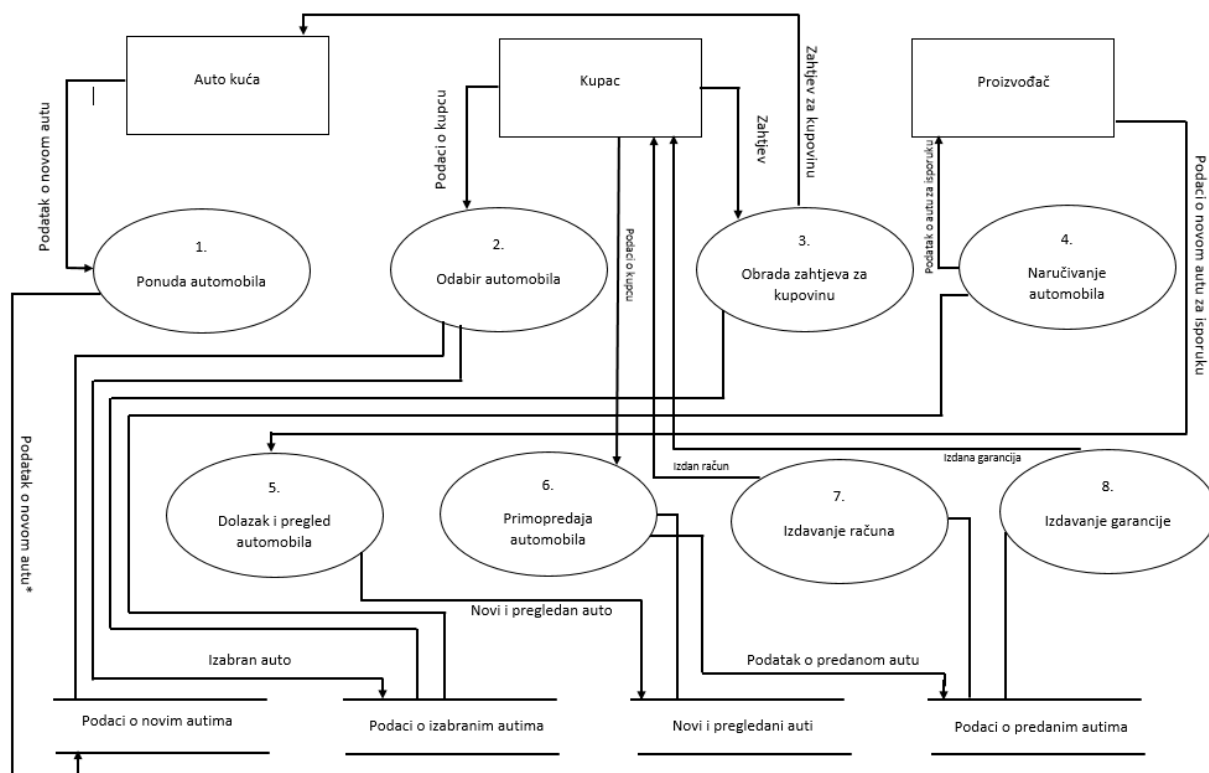 Auto kuća
Kupac
Proizvođač
Podatak o novom autu
Podaci o kupcu
Zahtjev
Zahtjev za kupovinu
Podatak o autu za isporuku
Podaci o novom autu za isporuku
1.
Ponuda automobila
2.
Odabir automobila
Podaci o kupcu
3.
Obrada zahtjeva za
kupovinu
4.
Naručivanje
automobila
Podatak o novom autu*
5.
Dolazak i pregled
automobila
6.
Primopredaja
automobila
Izdan račun
7.
Izdavanje računa
Izdana garancija
8.
Izdavanje garancije
Novi i pregledan auto
Izabran auto
Podatak o predanom autu
Podaci o novim autima
Podaci o izabranim autima
Novi i pregledani auti
Podaci o predanim autima